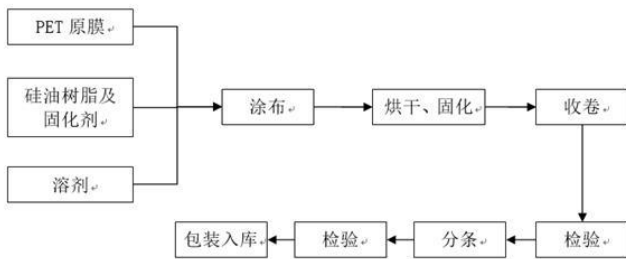 PET 原膜
硅油树脂及
固化剂
溶剂
涂布
烘干、固化
收卷
检验
分条
检验
包装入库